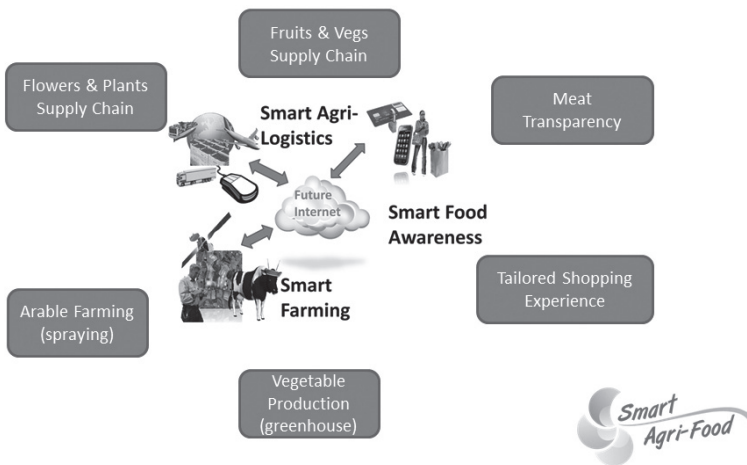 Fruits & Vegs
Supply Chain
Flowers & Plants
Supply Chain
Meat
Transparency
Smart Agri-
Logistics
Future
Internet
Smart Food
Awareness
Smart
Farming
Tailored Shopping
Experience
Arable Farming
(spraying)
Vegetable
Production
(greenhouse)
Smart
Agri-Food